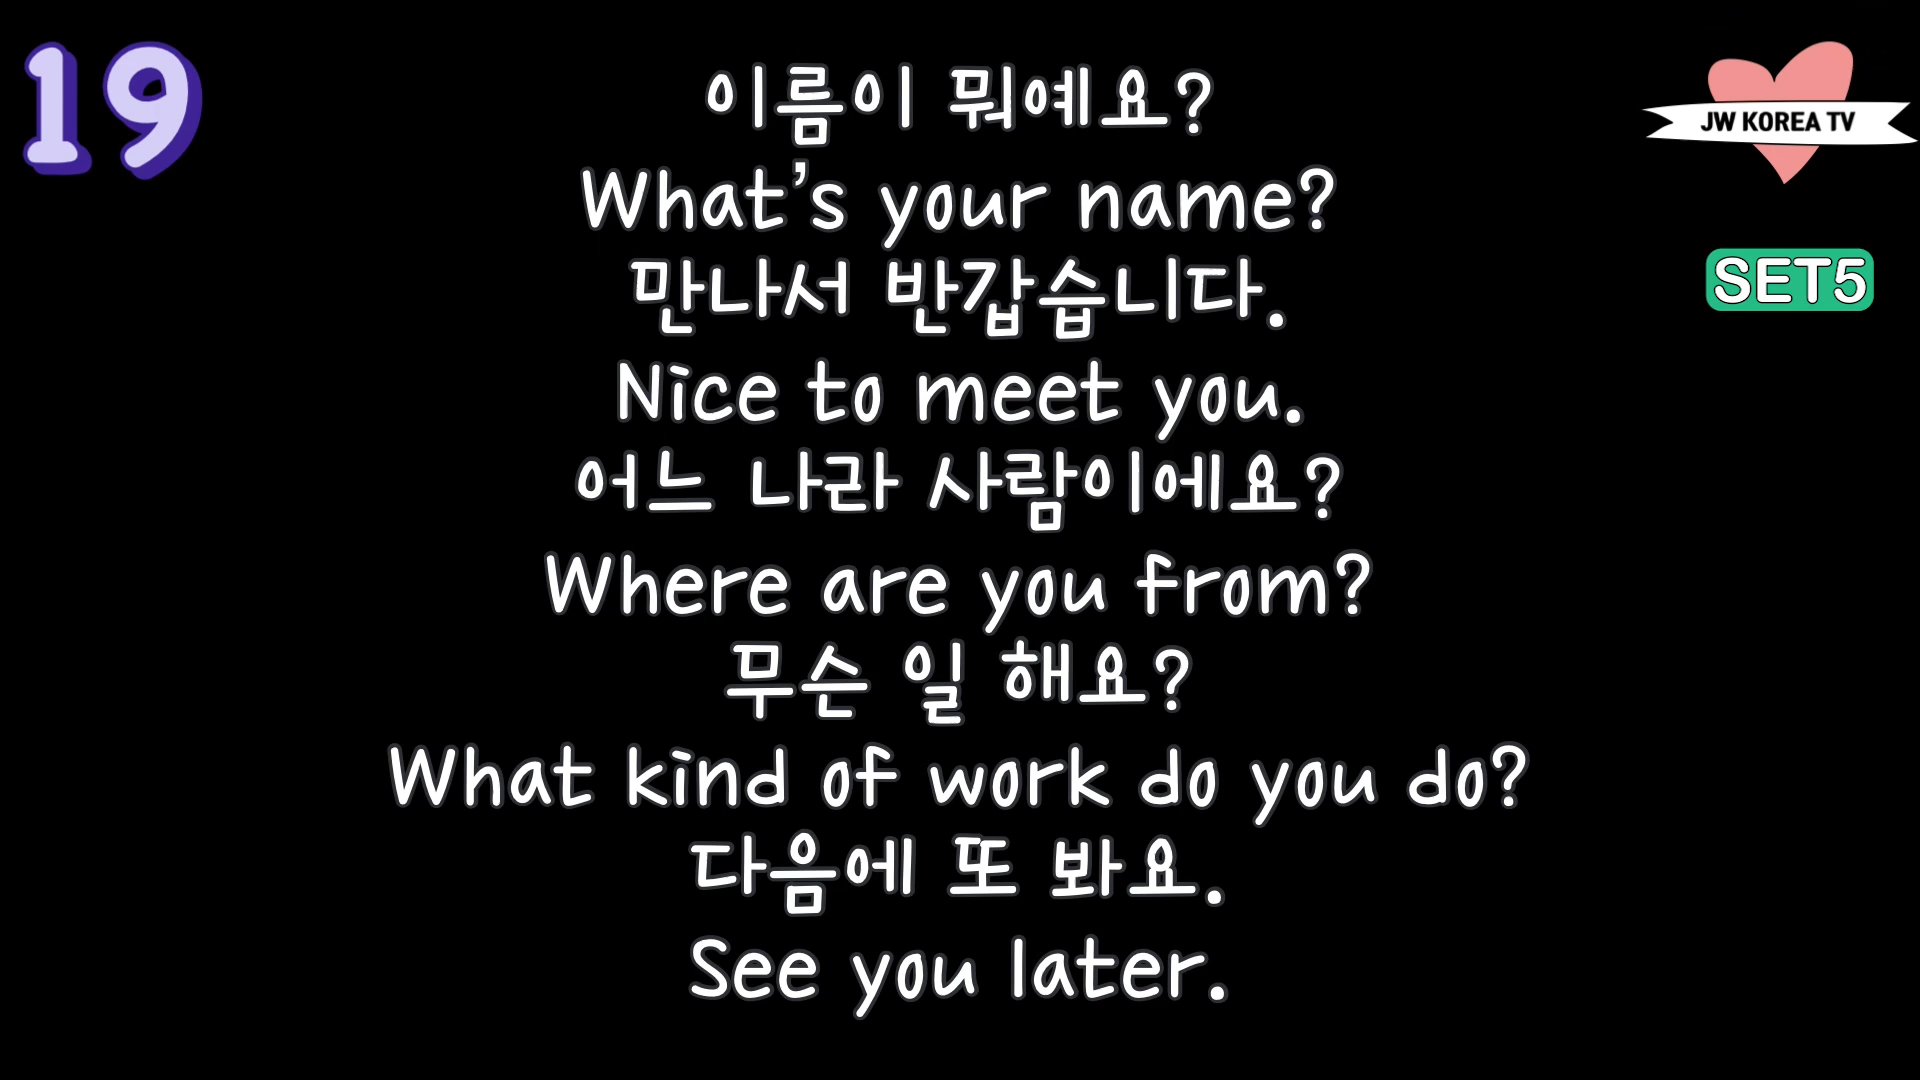 19
이름이 뭐예요?
What's your name?
만나서 반갑습니다.
Nice to meet you.
어느 나라 사람이에요?
Where are you from?
무슨 일 해요?
What kind of work do you do?
다음에 또 봐요.
See you later.
JW KOREA TV
SET5